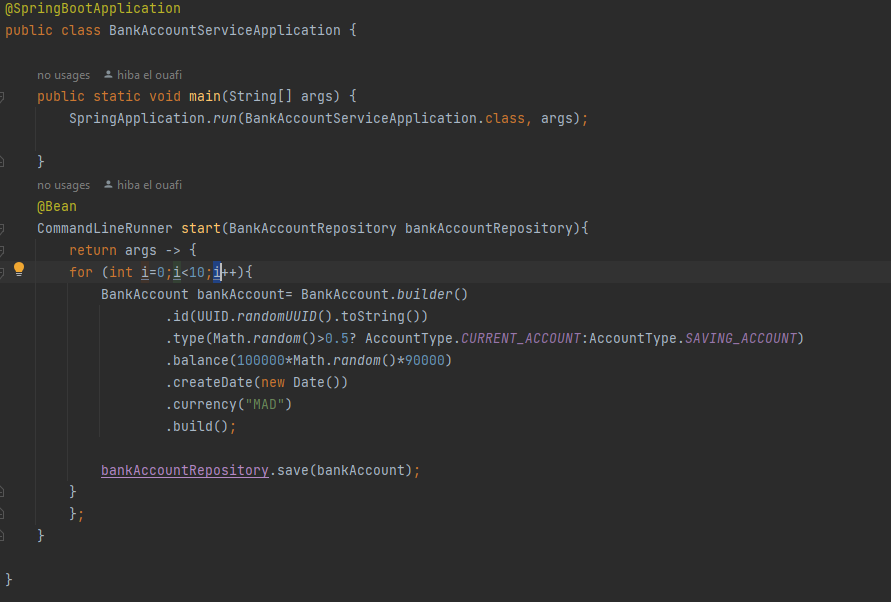 @SpringBootApplication
public class BankAccountServiceApplication {
no usages hiba el ouafi
public static void main(String[] args) {
SpringApplication.run(BankAccountServiceApplication.class, args);
}
no usages hiba el ouafi
@Bean
CommandLineRunner start(BankAccountRepository bankAccountRepository){
return args -> {
for (int i=0;i<10;i++){
BankAccount bankAccount= BankAccount.builder()
.id(UUID.randomUUID().toString())
.type(Math.random()>0.5? AccountType.CURRENT_ACCOUNT:AccountType.SAVING_ACCOUNT)
.balance(100000*Math.random()*90000)
.createDate(new Date())
.currency("MAD")
.build();
bankAccountRepository.save(bankAccount);
}
};
}
}